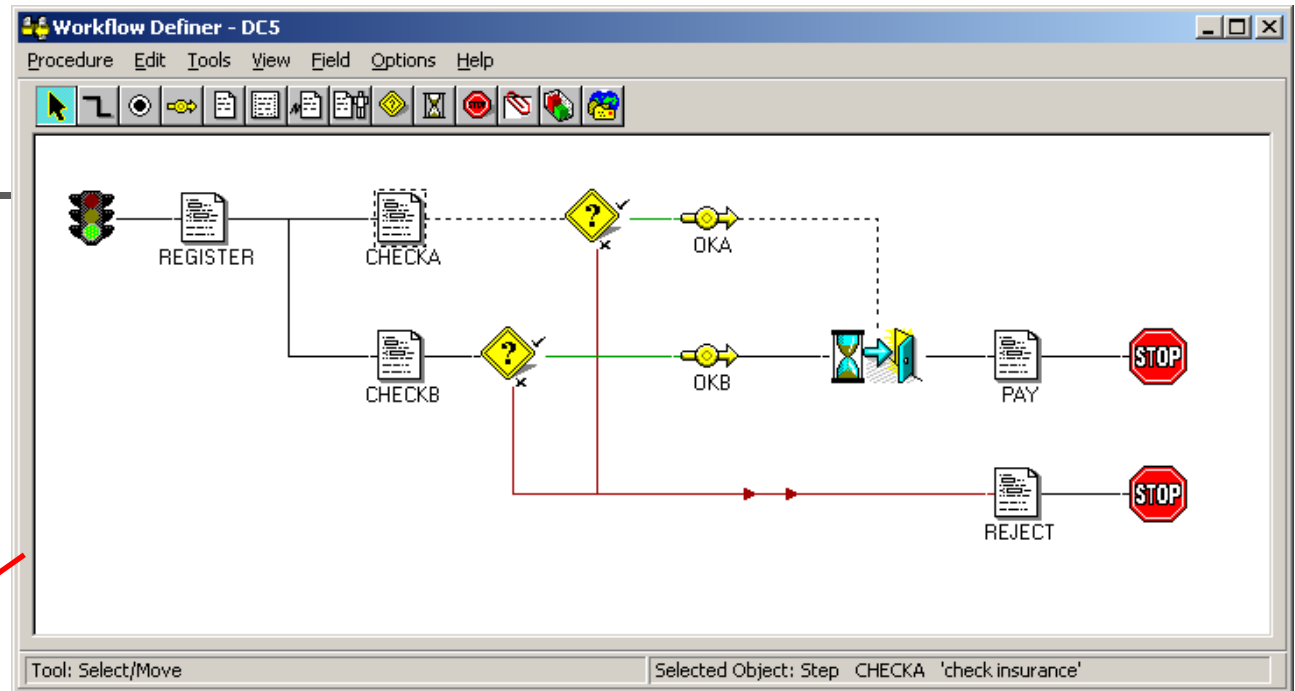 Workflow Definer - DC5
Procedure Edit Tools View Field Options Help
STOP
REGISTER
CHECKA
?
OKA
CHECKB
?
OKB
PAY
STOP
REJECT
STOP
Tool: Select/Move
Selected Object: Step CHECKA 'check insurance'